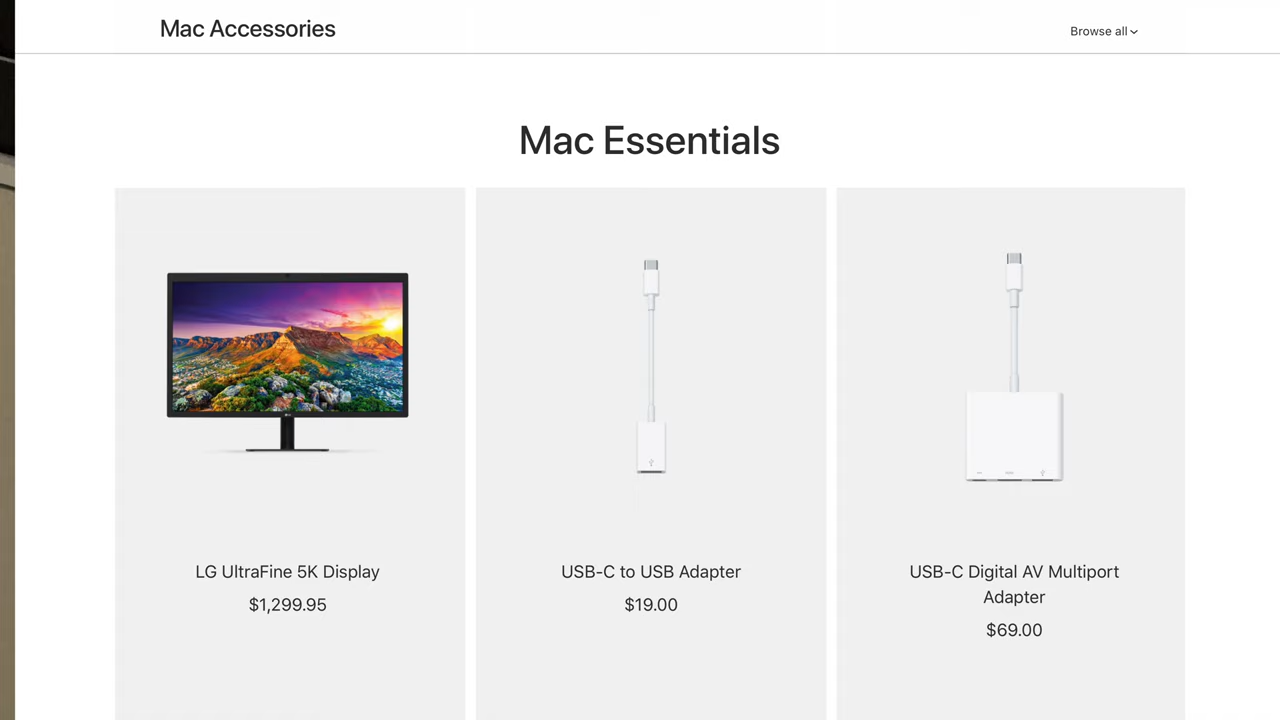 Mac Accessories
Browse all
Mac Essentials
LG UltraFine 5K Display
$1,299.95
USB-C to USB Adapter
$19.00
USB-C Digital AV Multiport
Adapter
$69.00